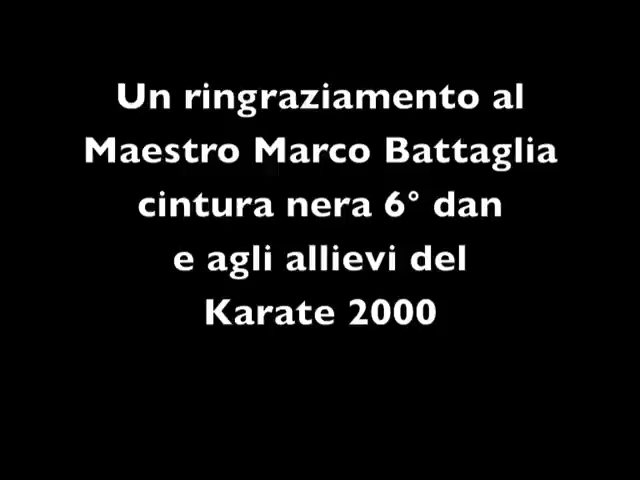 Un ringraziamento al
Maestro Marco Battaglia
cintura nera 6° dan
e agli allievi del
Karate 2000